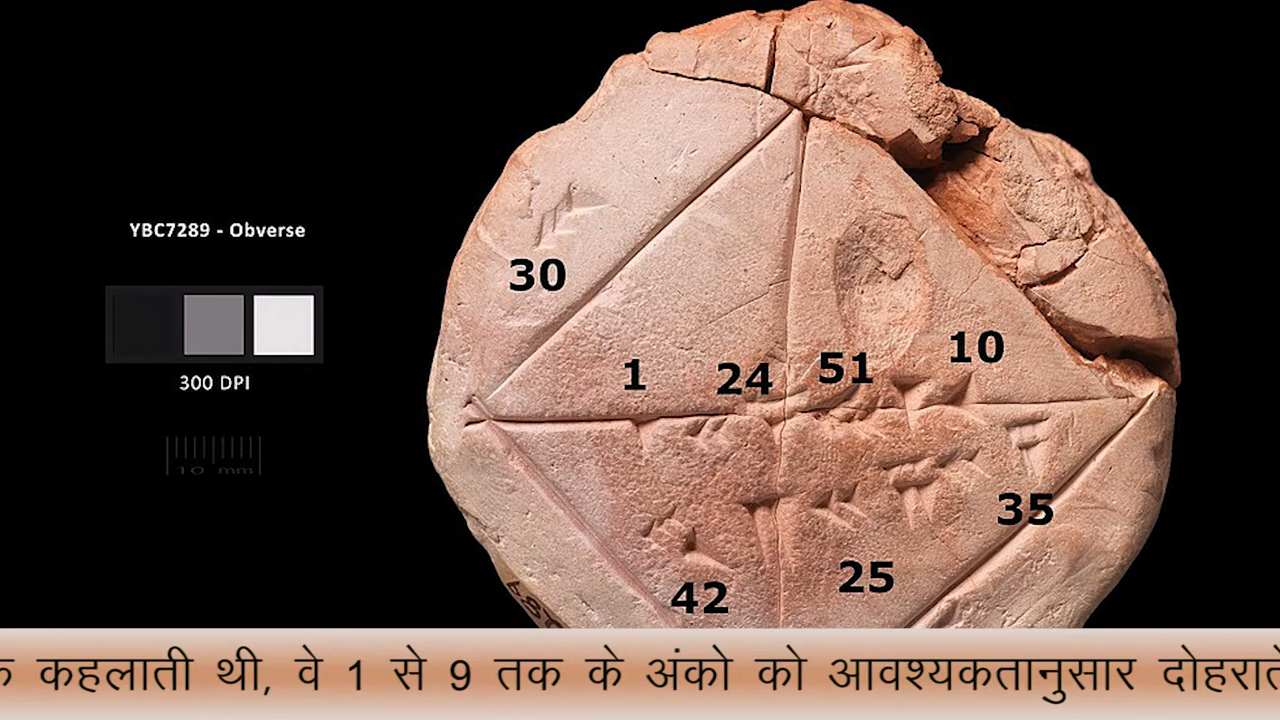 YBC7289 - Obverse
300 DPI
10 mm
30
1 24 51 10
35
42 25
कहलाती थी, वे 1 से 9 तक के अंको को आवश्यकतानुसार